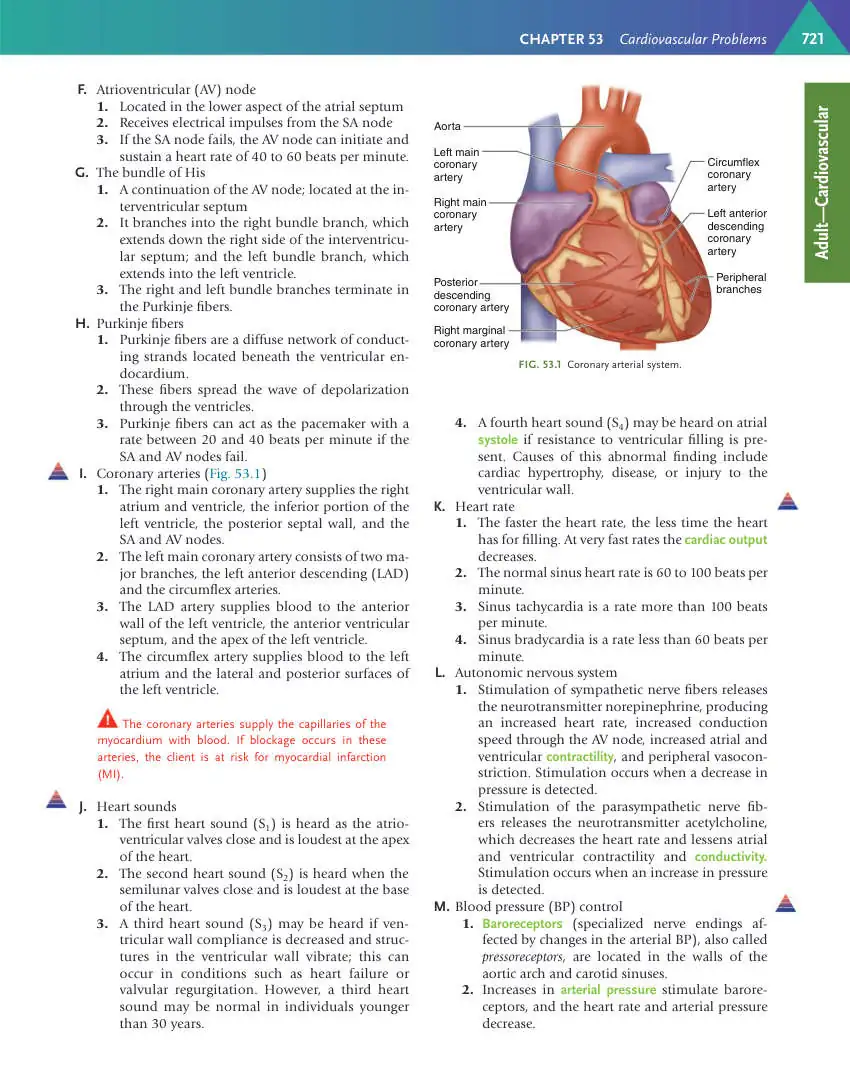 CHAPTER 53 Cardiovascular Problems 721
F. Atrioventricular (AV) node
1. Located in the lower aspect of the atrial septum
2. Receives electrical impulses from the SA node
3. If the SA node fails, the AV node can initiate and
sustain a heart rate of 40 to 60 beats per minute.
G. The bundle of His
1. A continuation of the AV node; located at the in-
terventricular septum
2. It branches into the right bundle branch, which
extends down the right side of the interventricu-
lar septum; and the left bundle branch, which
extends into the left ventricle.
3. The right and left bundle branches terminate in
the Purkinje fibers.
H. Purkinje fibers
1. Purkinje fibers are a diffuse network of conduct-
ing strands located beneath the ventricular en-
docardium.
2. These fibers spread the wave of depolarization
through the ventricles.
3. Purkinje fibers can act as the pacemaker with a
rate between 20 and 40 beats per minute if the
SA and AV nodes fail.
I. Coronary arteries (Fig. 53.1)
1. The right main coronary artery supplies the right
atrium and ventricle, the inferior portion of the
left ventricle, the posterior septal wall, and the
SA and AV nodes.
2. The left main coronary artery consists of two ma-
jor branches, the left anterior descending (LAD)
and the circumflex arteries.
3. The LAD artery supplies blood to the anterior
wall of the left ventricle, the anterior ventricular
septum, and the apex of the left ventricle.
4. The circumflex artery supplies blood to the left
atrium and the lateral and posterior surfaces of
the left ventricle.
The coronary arteries supply the capillaries of the
myocardium with blood. If blockage occurs in these
arteries, the client is at risk for myocardial infarction
(MI).
J. Heart sounds
1. The first heart sound (S1) is heard as the atrio-
ventricular valves close and is loudest at the apex
of the heart.
2. The second heart sound (S2) is heard when the
semilunar valves close and is loudest at the base
of the heart.
3. A third heart sound (S3) may be heard if ven-
tricular wall compliance is decreased and struc-
tures in the ventricular wall vibrate; this can
occur in conditions such as heart failure or
valvular regurgitation. However, a third heart
sound may be normal in individuals younger
than 30 years.
Aorta
Left main
coronary
artery
Right main
coronary
artery
Posterior
descending
coronary artery
Right marginal
coronary artery
Circumflex
coronary
artery
Left anterior
descending
coronary
artery
Peripheral
branches
FIG. 53.1 Coronary arterial system.
4. A fourth heart sound (S4) may be heard on atrial
systole if resistance to ventricular filling is pre-
sent. Causes of this abnormal finding include
cardiac hypertrophy, disease, or injury to the
ventricular wall.
K. Heart rate
1. The faster the heart rate, the less time the heart
has for filling. At very fast rates the cardiac output
decreases.
2. The normal sinus heart rate is 60 to 100 beats per
minute.
3. Sinus tachycardia is a rate more than 100 beats
per minute.
4. Sinus bradycardia is a rate less than 60 beats per
minute.
L. Autonomic nervous system
1. Stimulation of sympathetic nerve fibers releases
the neurotransmitter norepinephrine, producing
an increased heart rate, increased conduction
speed through the AV node, increased atrial and
ventricular contractility, and peripheral vasocon-
striction. Stimulation occurs when a decrease in
pressure is detected.
2. Stimulation of the parasympathetic nerve fib-
ers releases the neurotransmitter acetylcholine,
which decreases the heart rate and lessens atrial
and ventricular contractility and conductivity.
Stimulation occurs when an increase in pressure
is detected.
M. Blood pressure (BP) control
1. Baroreceptors (specialized nerve endings af-
fected by changes in the arterial BP), also called
pressoreceptors, are located in the walls of the
aortic arch and carotid sinuses.
2. Increases in arterial pressure stimulate barore-
ceptors, and the heart rate and arterial pressure
decrease.
Adult—Cardiovascular